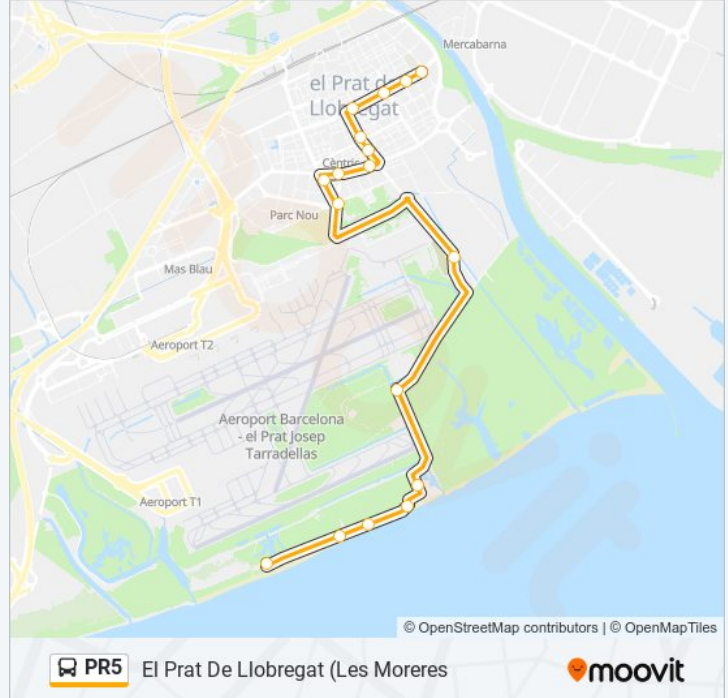 Mercabarna
el Prat de
Llobregat
Cèntric
Parc Nou
Mas Blau
Aeroport T2
Aeroport Barcelona
- el Prat Josep
Tarradellas
Aeroport T1
© OpenStreetMap contributors | © OpenMapTiles
PR5 El Prat De Llobregat (Les Moreres
moovit